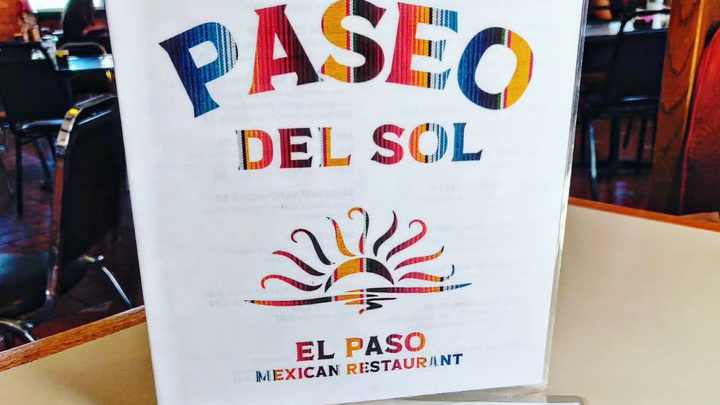 PASEO
DEL SOL
EL PASO
MEXICAN RESTAURANT